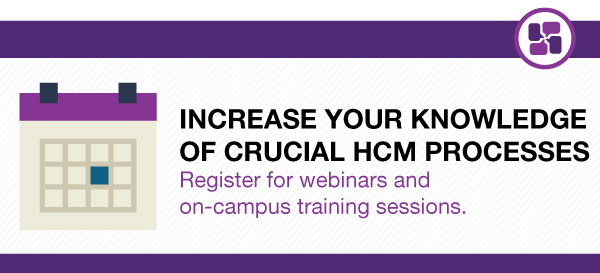 INCREASE YOUR KNOWLEDGE
OF CRUCIAL HCM PROCESSES
Register for webinars and
on-campus training sessions.